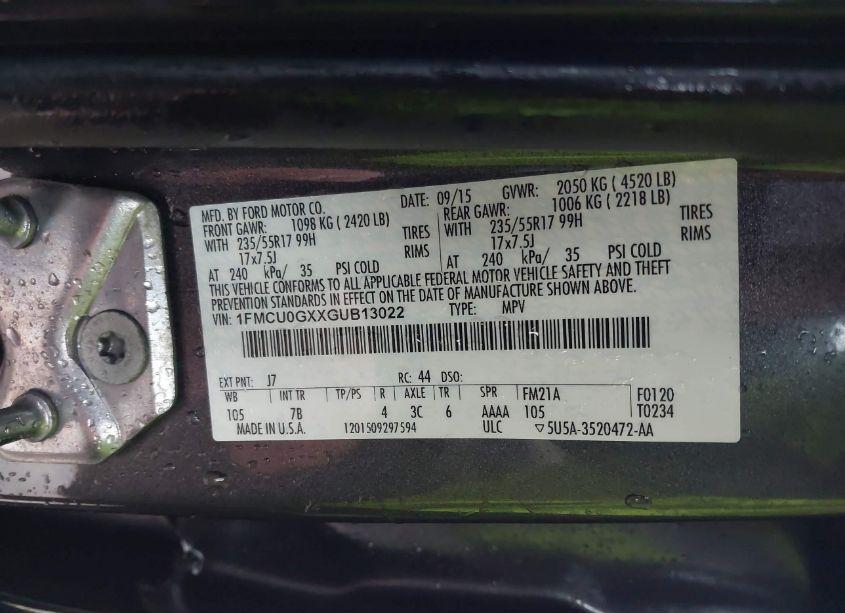 MFD. BY FORD MOTOR CO. DATE: 09/15 GVWR: 2050 KG ( 4520 LB)
FRONT GAWR: 1098 KG ( 2420 LB) REAR GAWR: 1006 KG ( 2218 LB)
WITH 235/55R17 99H TIRES WITH 235/55R17 99H TIRES
17x7.5J RIMS 17x7.5J RIMS
AT 240 kPa/ 35 PSI COLD AT 240 kPa/ 35 PSI COLD
THIS VEHICLE CONFORMS TO ALL APPLICABLE FEDERAL MOTOR VEHICLE SAFETY AND THEFT
PREVENTION STANDARDS IN EFFECT ON THE DATE OF MANUFACTURE SHOWN ABOVE.
VIN: 1FMCU0GXXGUB13022 TYPE: MPV
EXT PNT: J7 RC: 44 DSO:
WB INT TR TP/PS R AXLE TR SPR FM21A F0120
105 7B 4 3C 6 AAAA 105 T0234
MADE IN U.S.A. 1201509297594 ULC ▽5U5A-3520472-AA